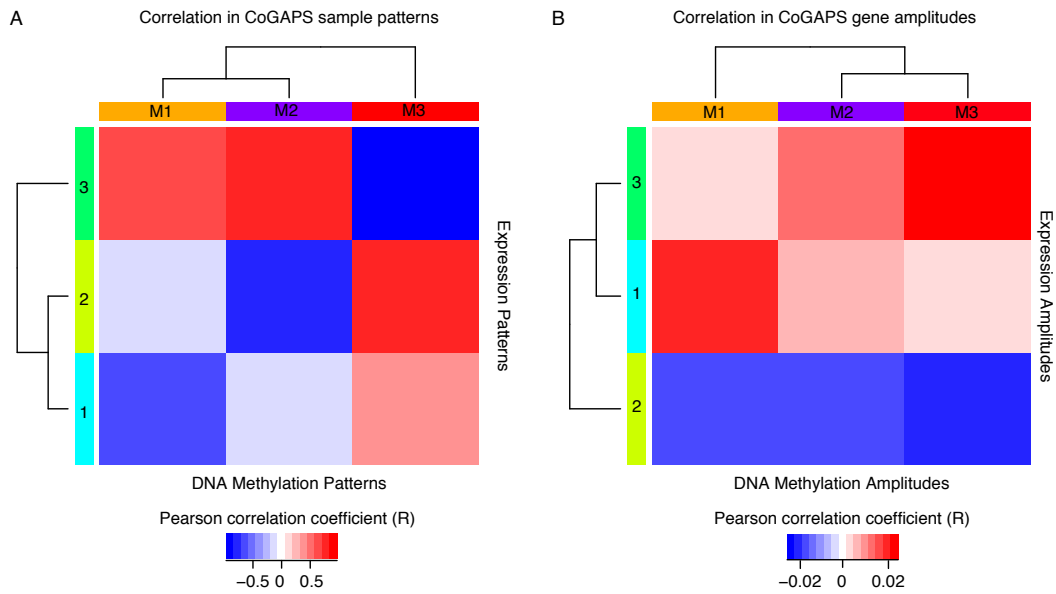 A
Correlation in CoGAPS sample patterns
M1 M2 M3
3
2
1
Expression Patterns
DNA Methylation Patterns
Pearson correlation coefficient (R)
−0.5 0 0.5
B
Correlation in CoGAPS gene amplitudes
M1 M2 M3
3
1
2
Expression Amplitudes
DNA Methylation Amplitudes
Pearson correlation coefficient (R)
−0.02 0 0.02